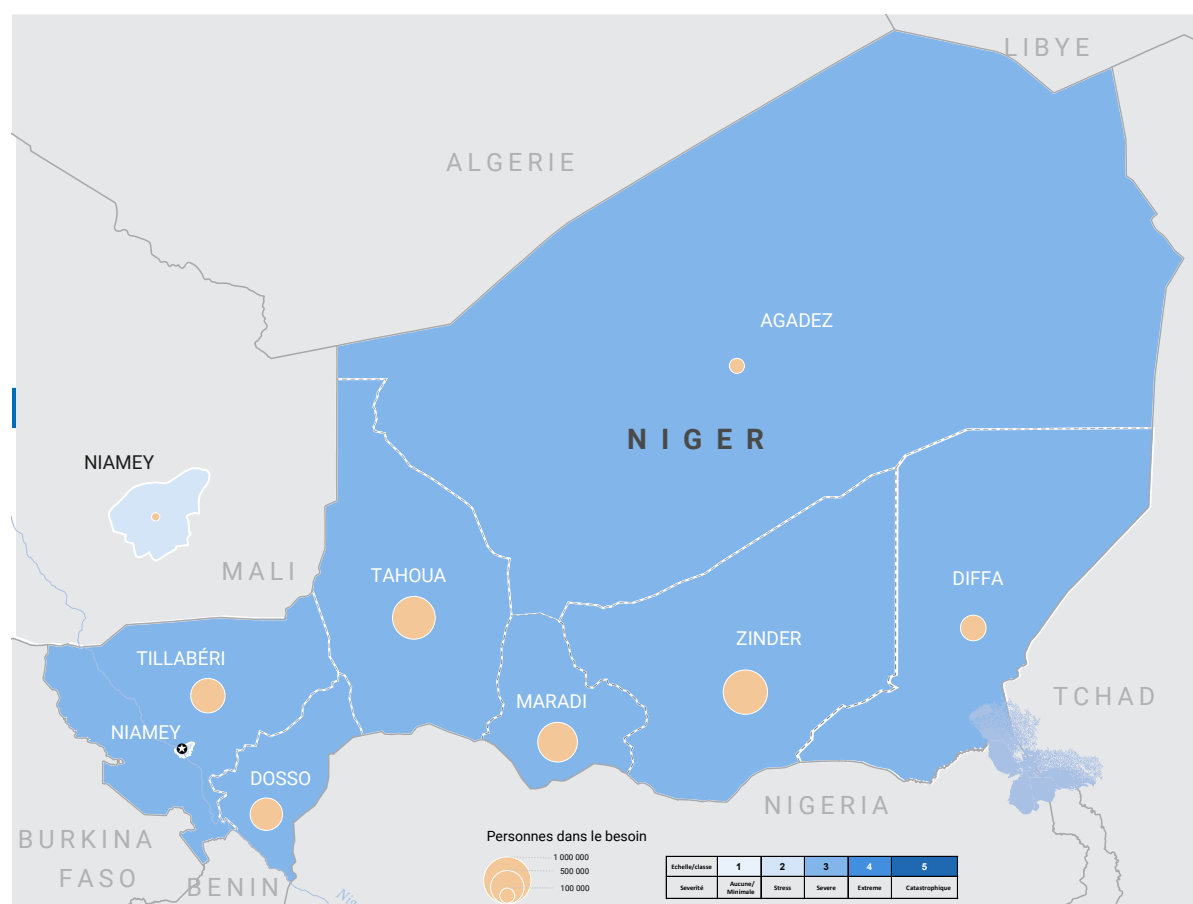 LIBYE
ALGERIE
AGADEZ
NIGER
NIAMEY
MALI
TAHOUA
DIFFA
ZINDER
TILLABÉRI
MARADI
TCHAD
NIAMEY
DOSSO
NIGERIA
BURKINA
FASO
BENIN
Personnes dans le besoin
1 000 000
500 000
100 000
Echelle/classe 1 2 3 4 5
Severité Aucune/ Minimale Stress Severe Extreme Catastrophique